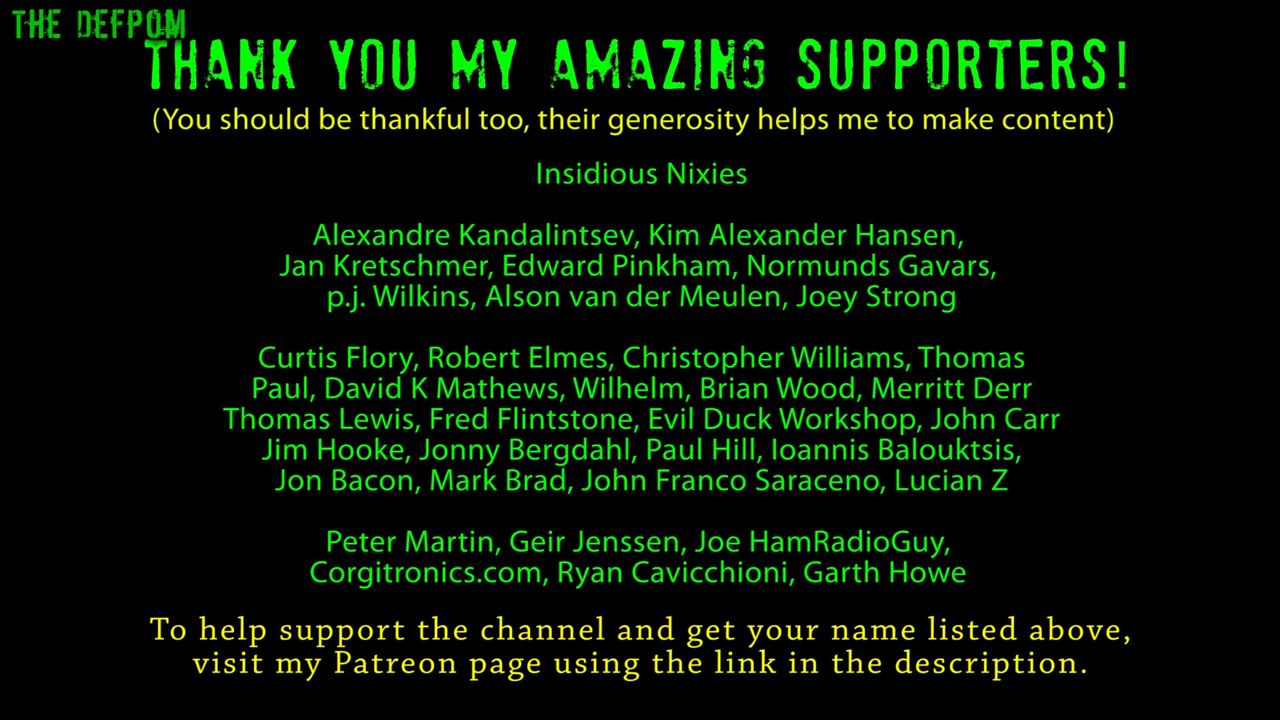 THE DEFPOM
THANK YOU MY AMAZING SUPPORTERS!
(You should be thankful too, their generosity helps me to make content)
Insidious Nixies
Alexandre Kandalintsev, Kim Alexander Hansen,
Jan Kretschmer, Edward Pinkham, Normunds Gavars,
p.j. Wilkins, Alson van der Meulen, Joey Strong
Curtis Flory, Robert Elmes, Christopher Williams, Thomas
Paul, David K Mathews, Wilhelm, Brian Wood, Merritt Derr
Thomas Lewis, Fred Flintstone, Evil Duck Workshop, John Carr
Jim Hooke, Jonny Bergdahl, Paul Hill, Ioannis Balouktsis,
Jon Bacon, Mark Brad, John Franco Saraceno, Lucian Z
Peter Martin, Geir Jenssen, Joe HamRadioGuy,
Corgitronics.com, Ryan Cavicchioni, Garth Howe
To help support the channel and get your name listed above,
visit my Patreon page using the link in the description.